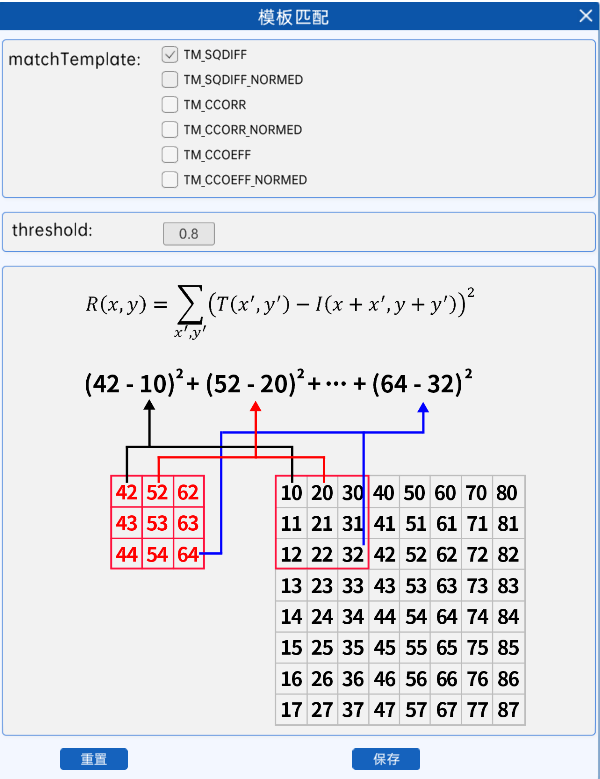 模板匹配
matchTemplate:
TM_SQDIFF
TM_SQDIFF_NORMED
TM_CCORR
TM_CCORR_NORMED
TM_CCOEFF
TM_CCOEFF_NORMED
threshold:
0.8
R(x,y) = ∑x′,y′ (T(x′,y′) − I(x + x′,y + y′))²
(42 - 10)² + (52 - 20)² + ··· + (64 - 32)²
42 52 62
43 53 63
44 54 64
10 20 30 40 50 60 70 80
11 21 31 41 51 61 71 81
12 22 32 42 52 62 72 82
13 23 33 43 53 63 73 83
14 24 34 44 54 64 74 84
15 25 35 45 55 65 75 85
16 26 36 46 56 66 76 86
17 27 37 47 57 67 77 87
重置
保存